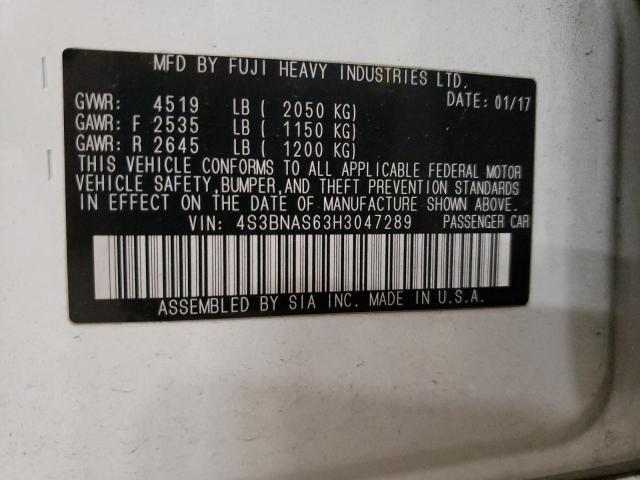 MFD BY FUJI HEAVY INDUSTRIES LTD.
DATE: 01/17
GVWR: 4519 LB ( 2050 KG)
GAWR: F 2535 LB ( 1150 KG)
GAWR: R 2645 LB ( 1200 KG)
THIS VEHICLE CONFORMS TO ALL APPLICABLE FEDERAL MOTOR
VEHICLE SAFETY, BUMPER, AND THEFT PREVENTION STANDARDS
IN EFFECT ON THE DATE OF MANUFACTURE SHOWN ABOVE.
VIN: 4S3BNAS63H3047289 PASSENGER CAR
ASSEMBLED BY SIA INC. MADE IN U.S.A.